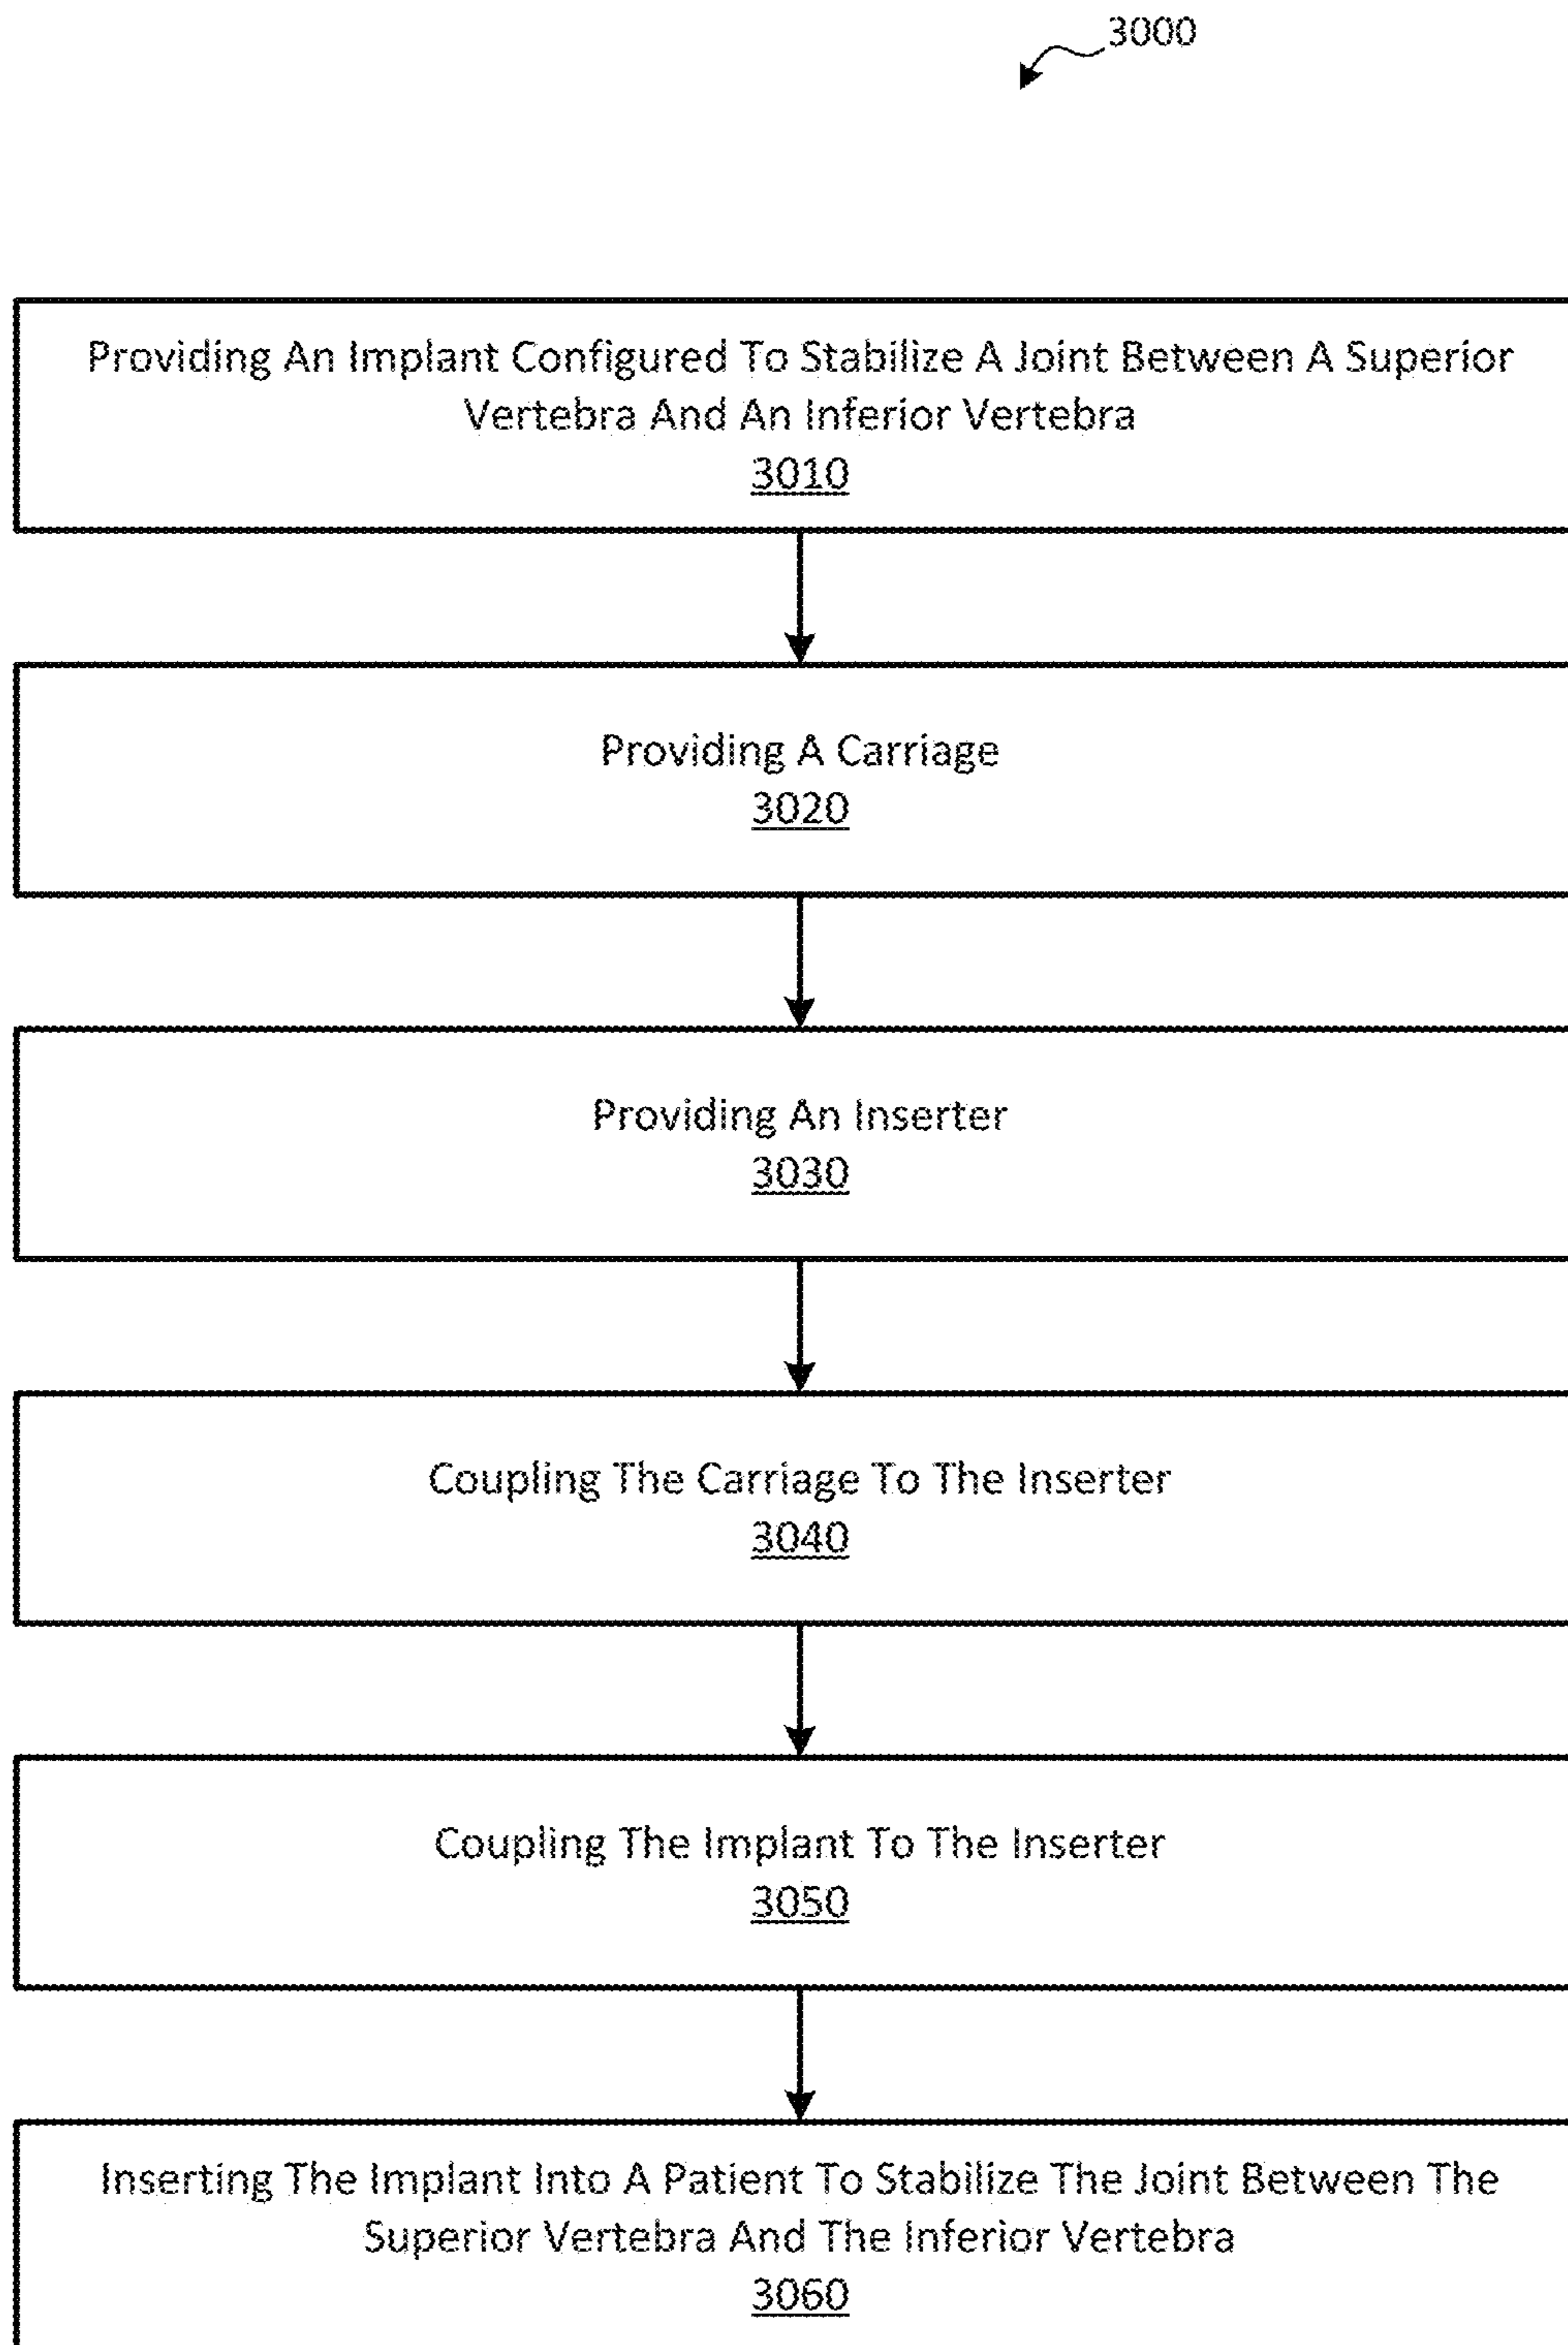 3000
Providing An Implant Configured To Stabilize A Joint Between A Superior
Vertebra And An Inferior Vertebra
3010
Providing A Carriage
3020
Providing An Inserter
3030
Coupling The Carriage To The Inserter
3040
Coupling The Implant To The Inserter
3050
Inserting The Implant Into A Patient To Stabilize The Joint Between The
Superior Vertebra And The Inferior Vertebra
3060